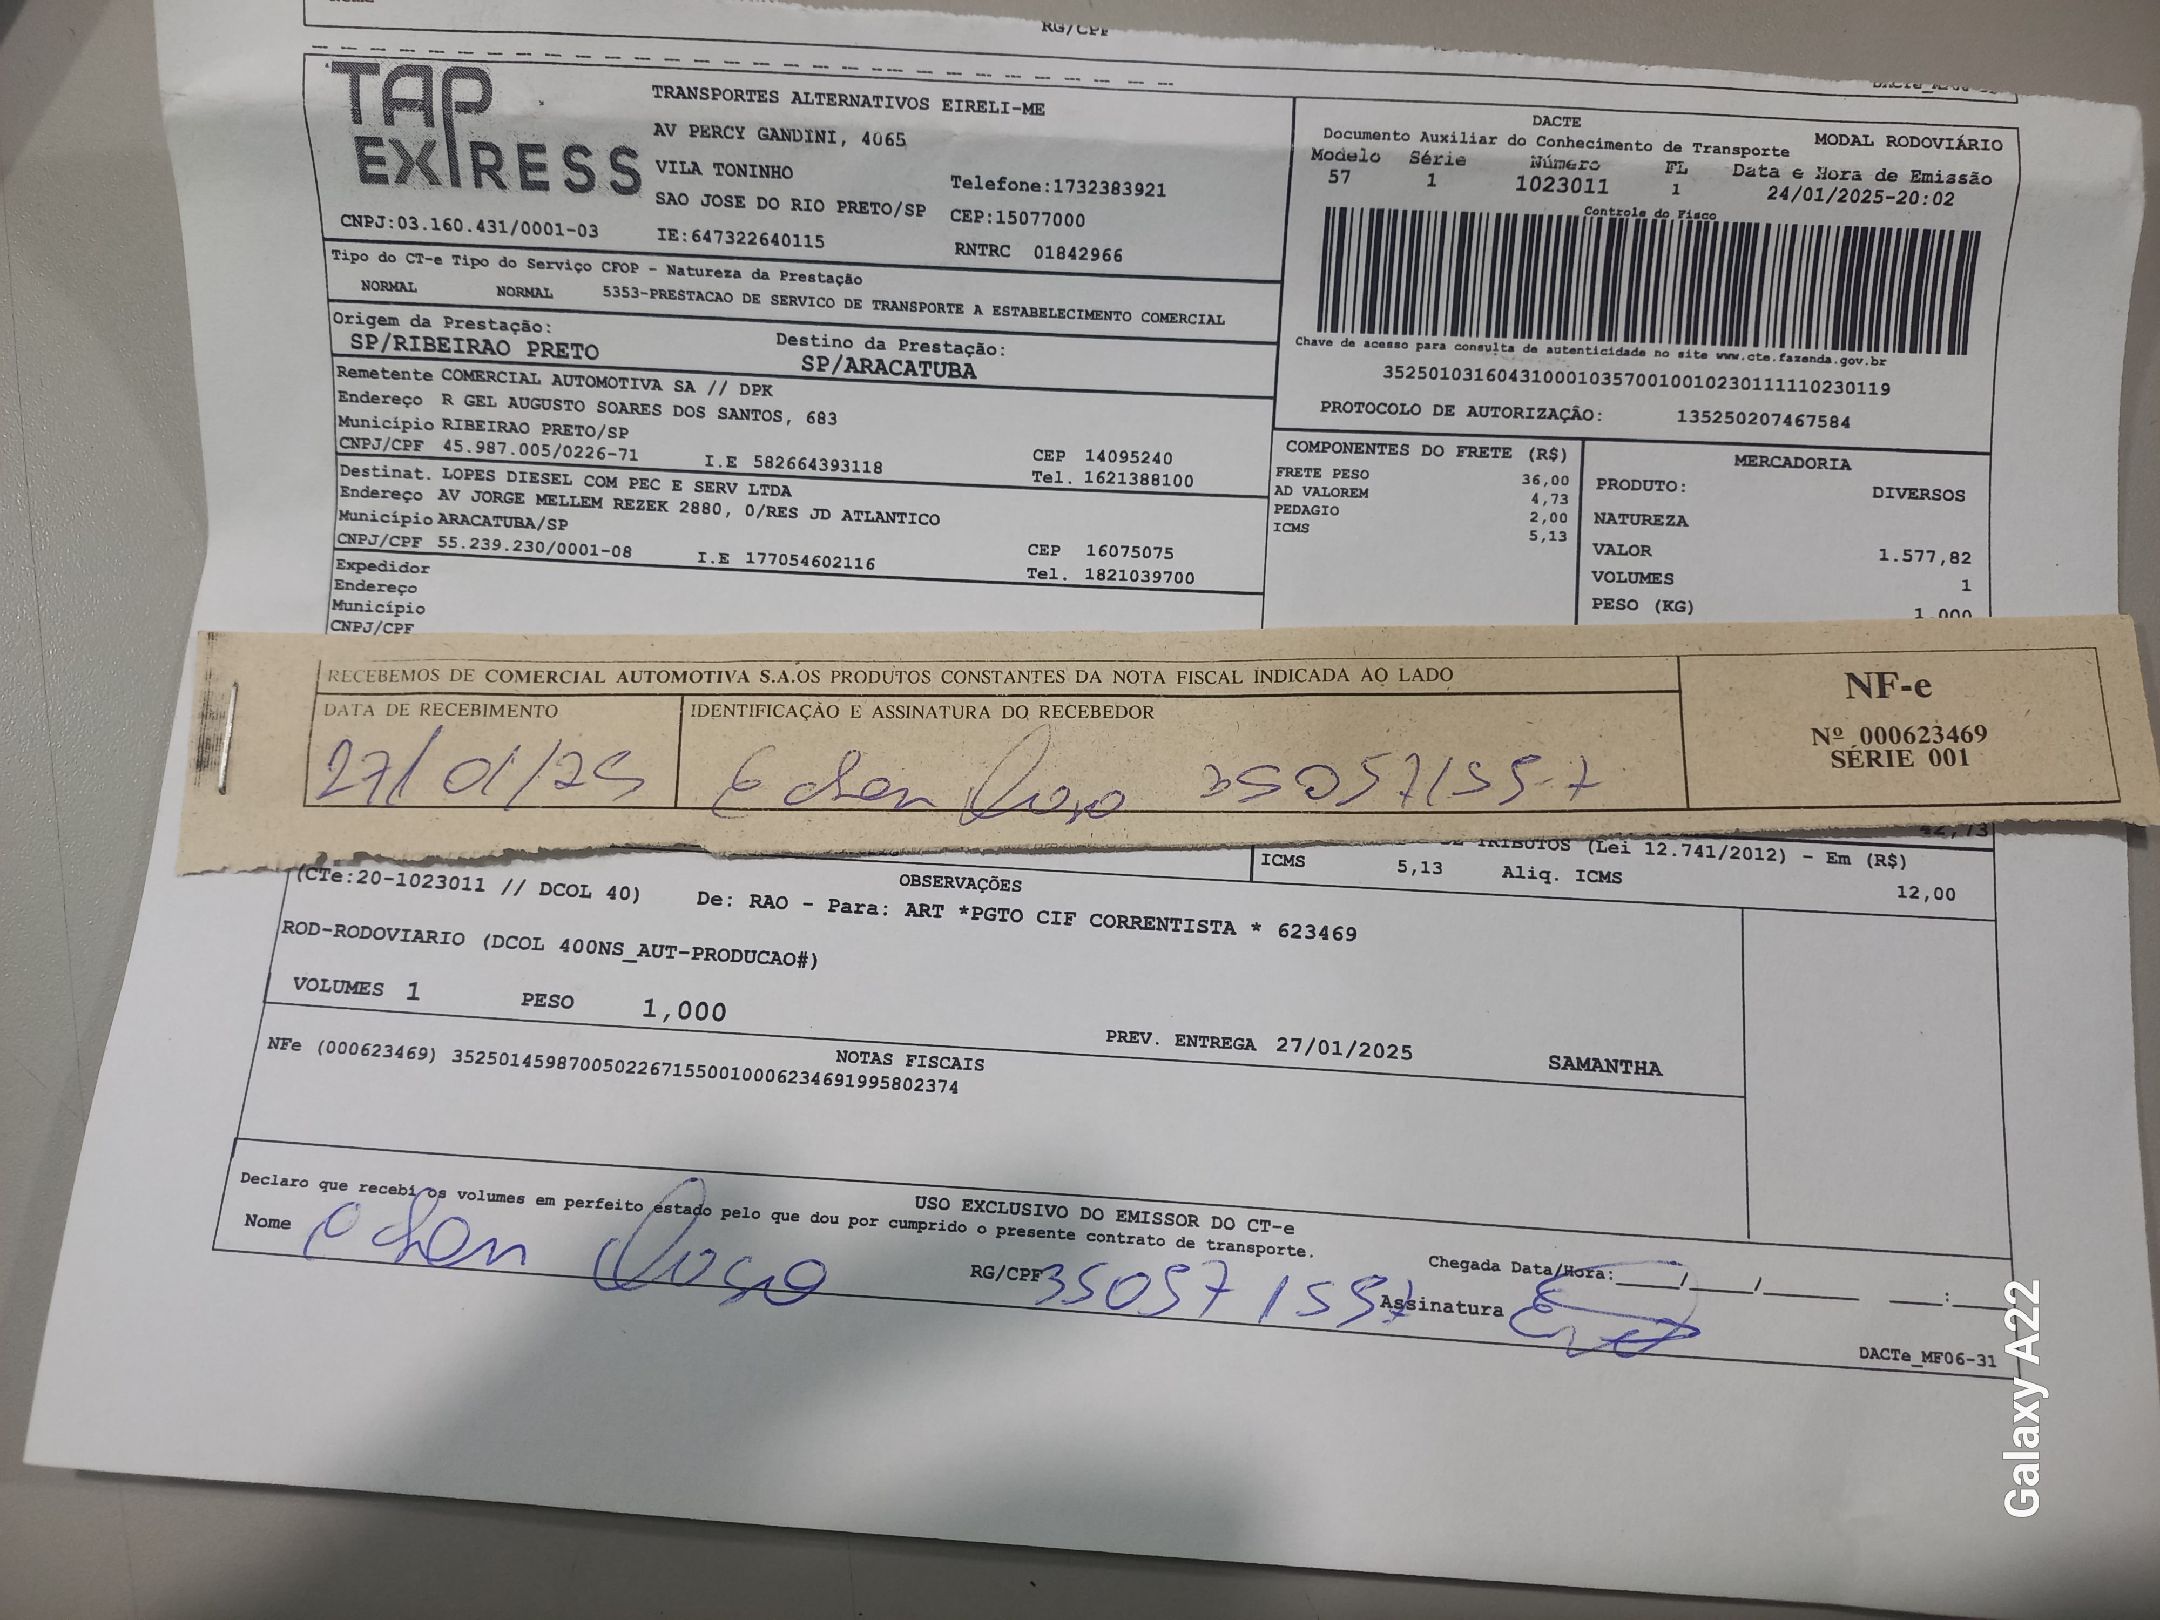 RG/CPF
TAP EXPRESS
TRANSPORTES ALTERNATIVOS EIRELI-ME
AV PERCY GANDINI, 4065
VILA TONINHO
Telefone:1732383921
SAO JOSE DO RIO PRETO/SP CEP:15077000
CNPJ:03.160.431/0001-03 IE:647322640115 RNTRC 01842966
DACTE
Documento Auxiliar do Conhecimento de Transporte MODAL RODOVIÁRIO
Modelo Série Número FL Data e Hora de Emissão
57 1 1023011 1 24/01/2025-20:02
Controle do Fisco
Chave de acesso para consulta de autenticidade no site www.cte.fazenda.gov.br
35250103160431000103570010010230111110230119
PROTOCOLO DE AUTORIZAÇÃO: 135250207467584
Tipo do CT-e Tipo do Serviço CFOP - Natureza da Prestação
NORMAL NORMAL 5353-PRESTACAO DE SERVICO DE TRANSPORTE A ESTABELECIMENTO COMERCIAL
Origem da Prestação: Destino da Prestação:
SP/RIBEIRAO PRETO SP/ARACATUBA
Remetente COMERCIAL AUTOMOTIVA SA // DPK
Endereço R GEL AUGUSTO SOARES DOS SANTOS, 683
Município RIBEIRAO PRETO/SP CEP 14095240
CNPJ/CPF 45.987.005/0226-71 I.E 582664393118 Tel. 1621388100
Destinat. LOPES DIESEL COM PEC E SERV LTDA
Endereço AV JORGE MELLEM REZEK 2880, 0/RES JD ATLANTICO
Município ARACATUBA/SP CEP 16075075
CNPJ/CPF 55.239.230/0001-08 I.E 177054602116 Tel. 1821039700
Expedidor
Endereço
Município
CNPJ/CPF
COMPONENTES DO FRETE (R$)
FRETE PESO 36,00
AD VALOREM 4,73
PEDAGIO 2,00
ICMS 5,13
MERCADORIA
PRODUTO: DIVERSOS
NATUREZA
VALOR 1.577,82
VOLUMES 1
PESO (KG) 1,000
RECEBEMOS DE COMERCIAL AUTOMOTIVA S.A.OS PRODUTOS CONSTANTES DA NOTA FISCAL INDICADA AO LADO
DATA DE RECEBIMENTO IDENTIFICAÇÃO E ASSINATURA DO RECEBEDOR
27/01/25
NF-e
Nº 000623469
SÉRIE 001
42,73
TRIBUTOS (Lei 12.741/2012) - Em (R$)
ICMS 5,13 Aliq. ICMS 12,00
OBSERVAÇÕES
(CTe:20-1023011 // DCOL 40) De: RAO - Para: ART *PGTO CIF CORRENTISTA * 623469
ROD-RODOVIARIO (DCOL 400NS_AUT-PRODUCAO#)
VOLUMES 1 PESO 1,000
PREV. ENTREGA 27/01/2025 SAMANTHA
NOTAS FISCAIS
NFe (000623469) 35250145987005022671550010006234691995802374
USO EXCLUSIVO DO EMISSOR DO CT-e
Declaro que recebi os volumes em perfeito estado pelo que dou por cumprido o presente contrato de transporte.
Nome RG/CPF Chegada Data/Hora:_____/_____/_______ ____:____
Assinatura
DACTe_MF06-31
Galaxy A22